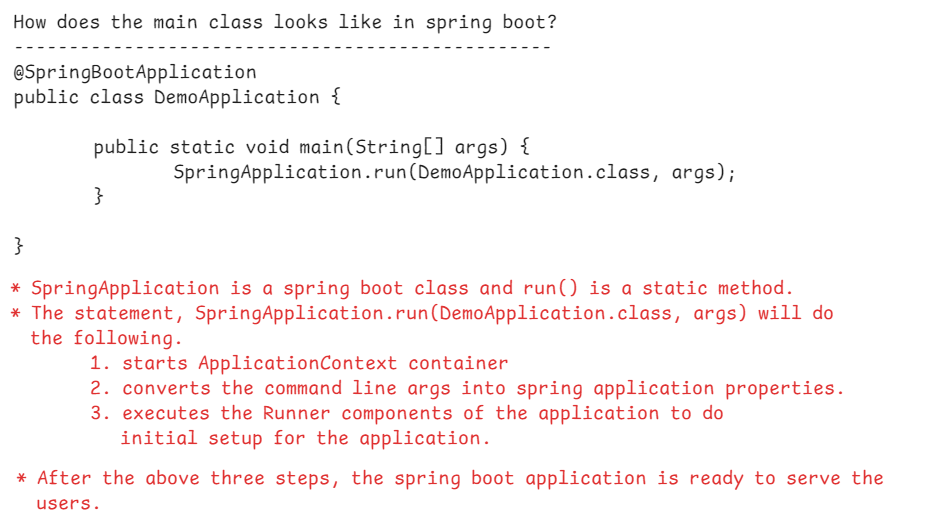 How does the main class looks like in spring boot?
-------------------------------------------------
@SpringBootApplication
public class DemoApplication {
public static void main(String[] args) {
SpringApplication.run(DemoApplication.class, args);
}
}
* SpringApplication is a spring boot class and run() is a static method.
* The statement, SpringApplication.run(DemoApplication.class, args) will do
the following.
1. starts ApplicationContext container
2. converts the command line args into spring application properties.
3. executes the Runner components of the application to do
initial setup for the application.
* After the above three steps, the spring boot application is ready to serve the
users.